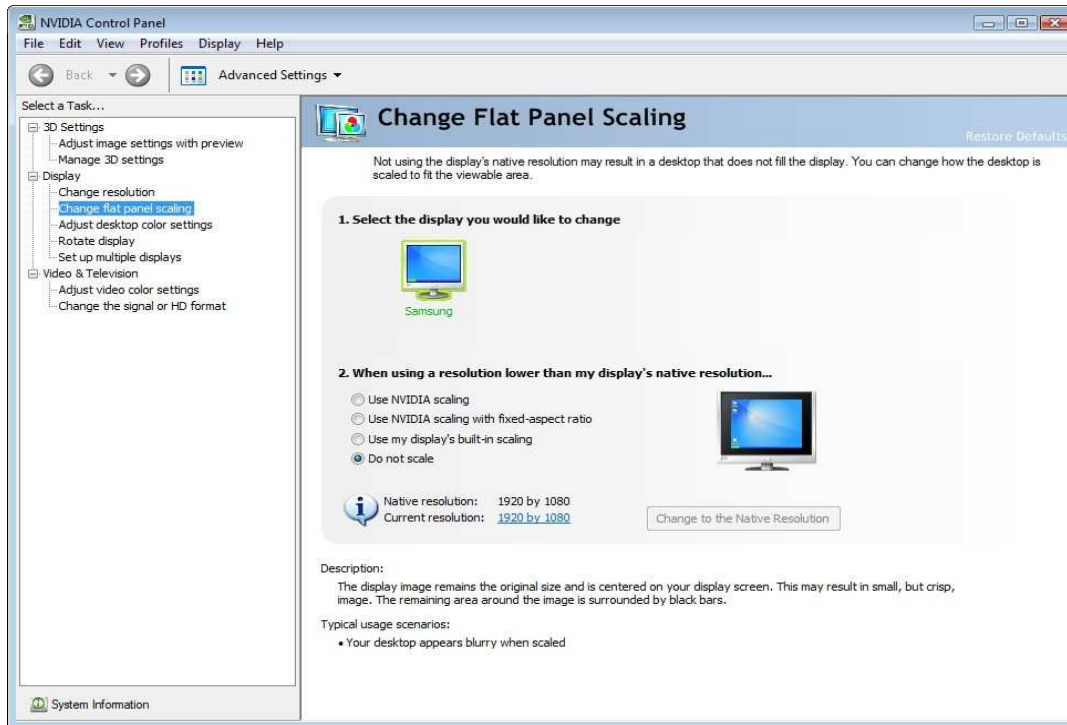 NVIDIA Control Panel
File Edit View Profiles Display Help
Back Advanced Settings
Select a Task...
3D Settings
Adjust image settings with preview
Manage 3D settings
Display
Change resolution
Change flat panel scaling
Adjust desktop color settings
Rotate display
Set up multiple displays
Video & Television
Adjust video color settings
Change the signal or HD format
System Information
Change Flat Panel Scaling
Restore Defaults
Not using the display's native resolution may result in a desktop that does not fill the display. You can change how the desktop is
scaled to fit the viewable area.
1. Select the display you would like to change
Samsung
2. When using a resolution lower than my display's native resolution...
Use NVIDIA scaling
Use NVIDIA scaling with fixed-aspect ratio
Use my display's built-in scaling
Do not scale
Native resolution: 1920 by 1080
Current resolution: 1920 by 1080
Change to the Native Resolution
Description:
The display image remains the original size and is centered on your display screen. This may result in small, but crisp,
image. The remaining area around the image is surrounded by black bars.
Typical usage scenarios:
• Your desktop appears blurry when scaled